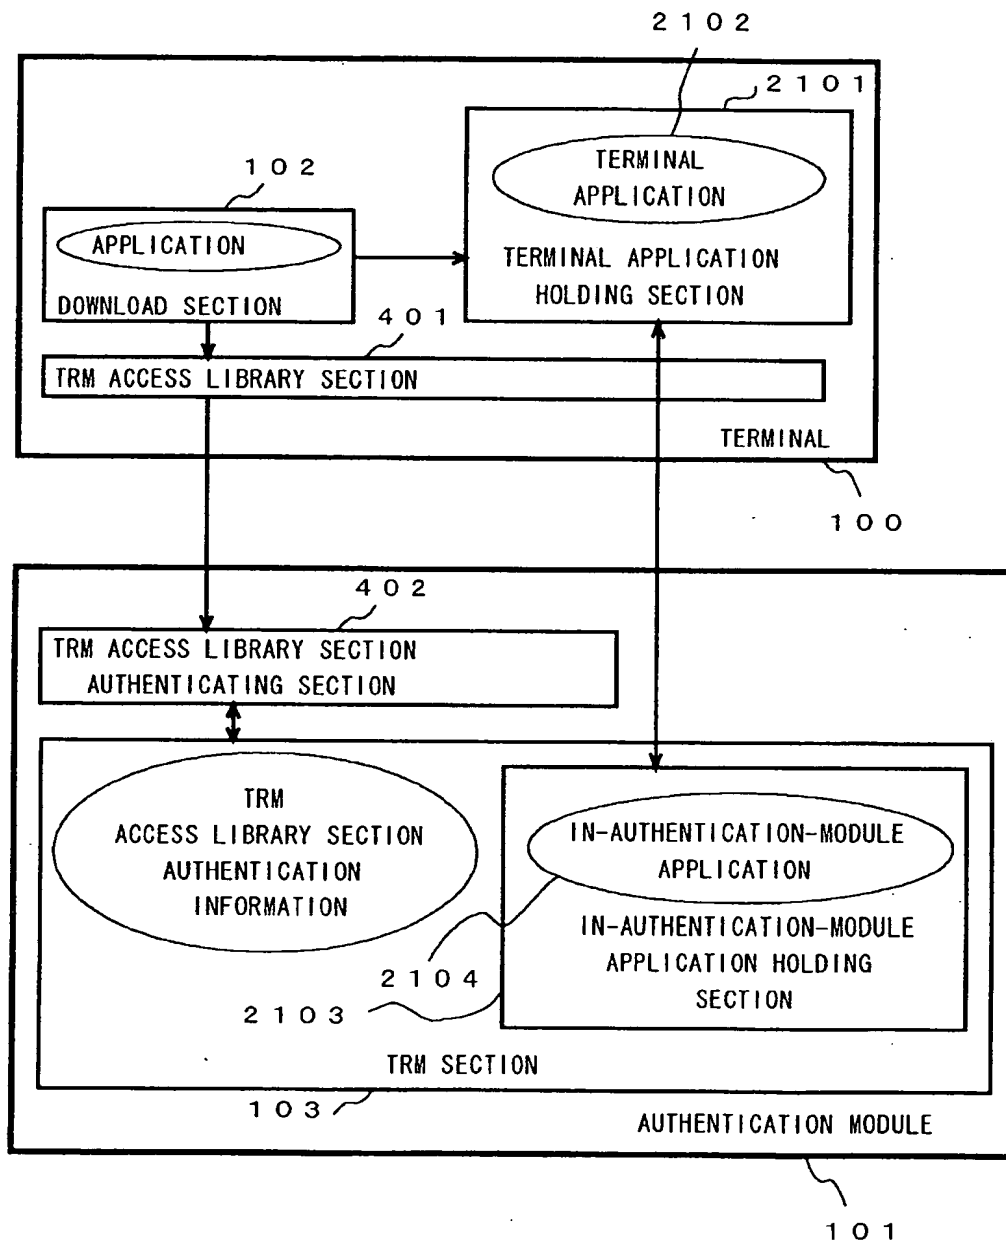 2102
2101
TERMINAL
APPLICATION
TERMINAL APPLICATION
HOLDING SECTION
102
APPLICATION
DOWNLOAD SECTION
401
TRM ACCESS LIBRARY SECTION
TERMINAL
100
402
TRM ACCESS LIBRARY SECTION
AUTHENTICATING SECTION
TRM
ACCESS LIBRARY SECTION
AUTHENTICATION
INFORMATION
IN-AUTHENTICATION-MODULE
APPLICATION
IN-AUTHENTICATION-MODULE
APPLICATION HOLDING
SECTION
2104
2103
TRM SECTION
103
AUTHENTICATION MODULE
101